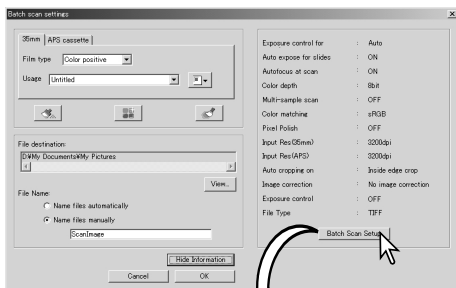 Batch scan settings
35mm
APS cassette
Film type
Color positive
Usage
Untitled
File destination:
D¥My Documents¥My Pictures
View..
File Name:
Name files automatically
Name files manually
ScanImage
Hide Information
Cancel
OK
Exposure control for : Auto
Auto expose for slides : ON
Autofocus at scan : ON
Color depth : 8bit
Multi-sample scan : OFF
Color matching : sRGB
Pixel Polish : OFF
Input Res(35mm) : 3200dpi
Input Res(APS) : 3200dpi
Auto cropping on : Inside edge crop
Image correction : No image correction
Exposure control : OFF
File Type : TIFF
Batch Scan Setup